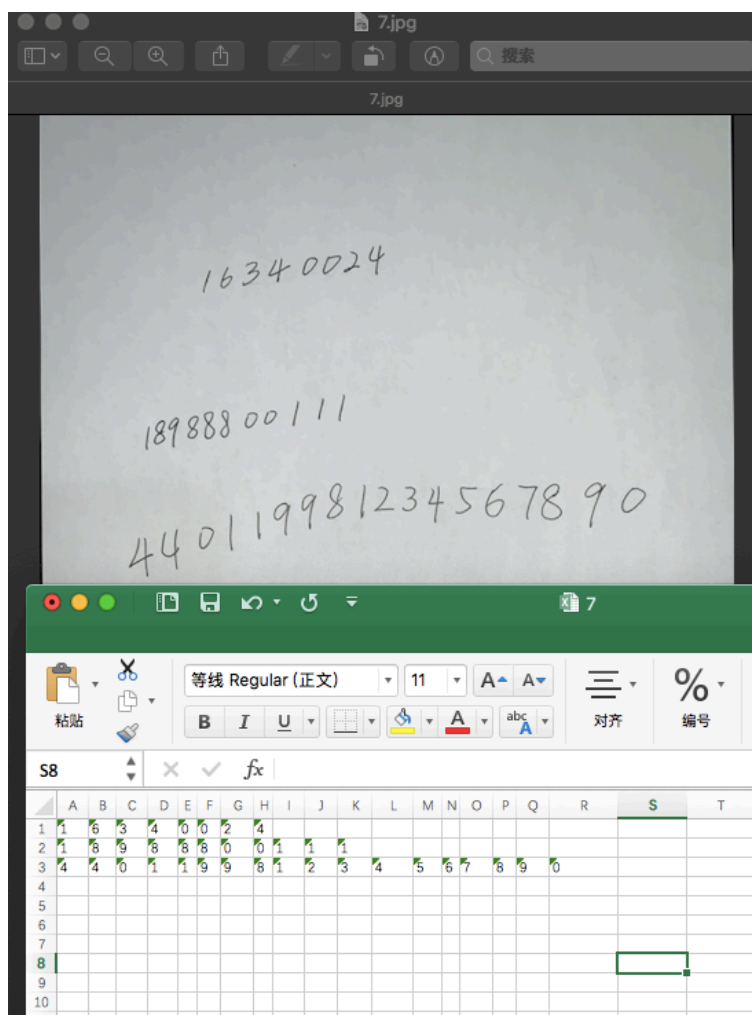 7.jpg
搜索
7.jpg
16340024
18988800111
440119981234567890
7
等线 Regular (正文) 11 A A
粘贴 B I U A abc A 对齐 % 编号
S8 fx
A B C D E F G H I J K L M N O P Q R S T
1 1 6 3 4 0 0 2 4
2 1 8 9 8 8 8 0 0 1 1 1
3 4 4 0 1 1 9 9 8 1 2 3 4 5 6 7 8 9 0
4
5
6
7
8
9
10